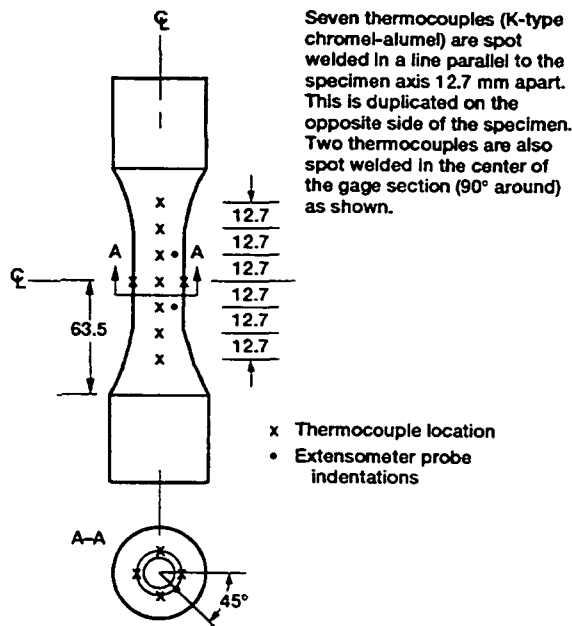 ℄
Seven thermocouples (K-type
chromel-alumel) are spot
welded in a line parallel to the
specimen axis 12.7 mm apart.
This is duplicated on the
opposite side of the specimen.
Two thermocouples are also
spot welded in the center of
the gage section (90° around)
as shown.
12.7
12.7
A A
12.7
℄
12.7
63.5
12.7
12.7
x Thermocouple location
• Extensometer probe
indentations
A–A
45°